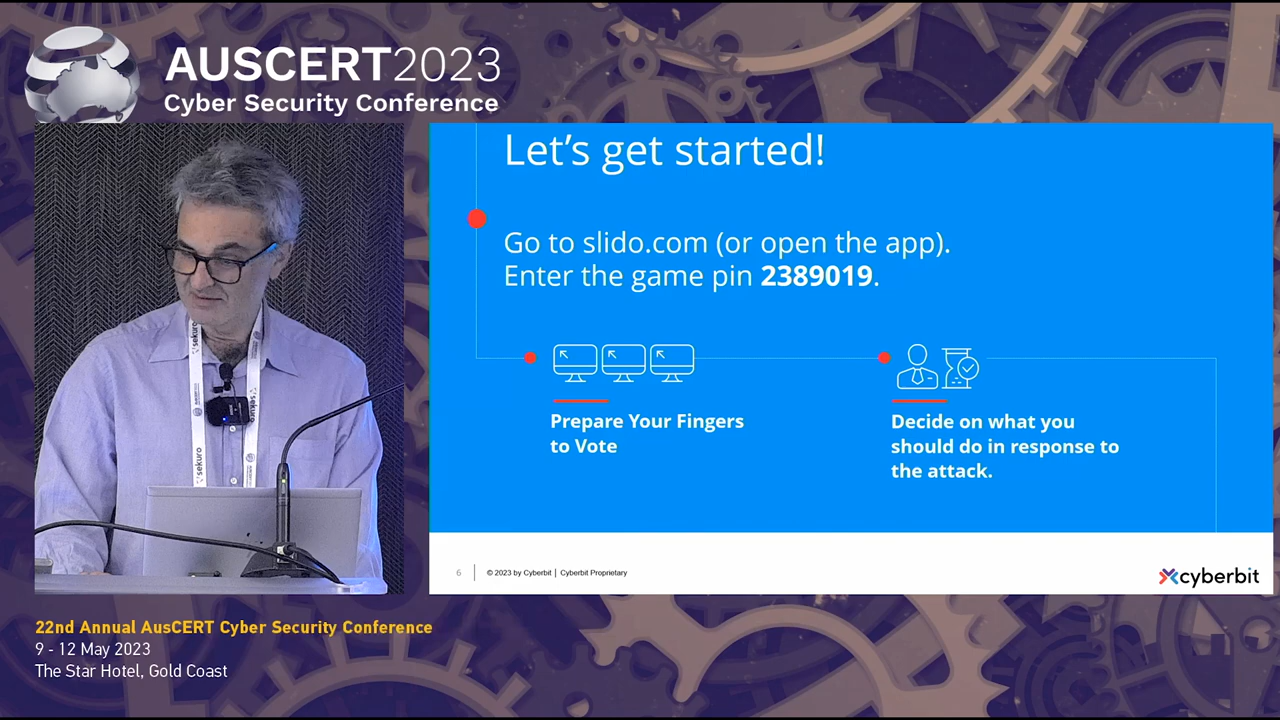 AUSCERT2023
Cyber Security Conference
Let's get started!
Go to slido.com (or open the app).
Enter the game pin 2389019.
Prepare Your Fingers
to Vote
Decide on what you
should do in response to
the attack.
6 | © 2023 by Cyberbit | Cyberbit Proprietary
cyberbit
sekuro
sekuro
sekuro
22nd Annual AusCERT Cyber Security Conference
9 - 12 May 2023
The Star Hotel, Gold Coast